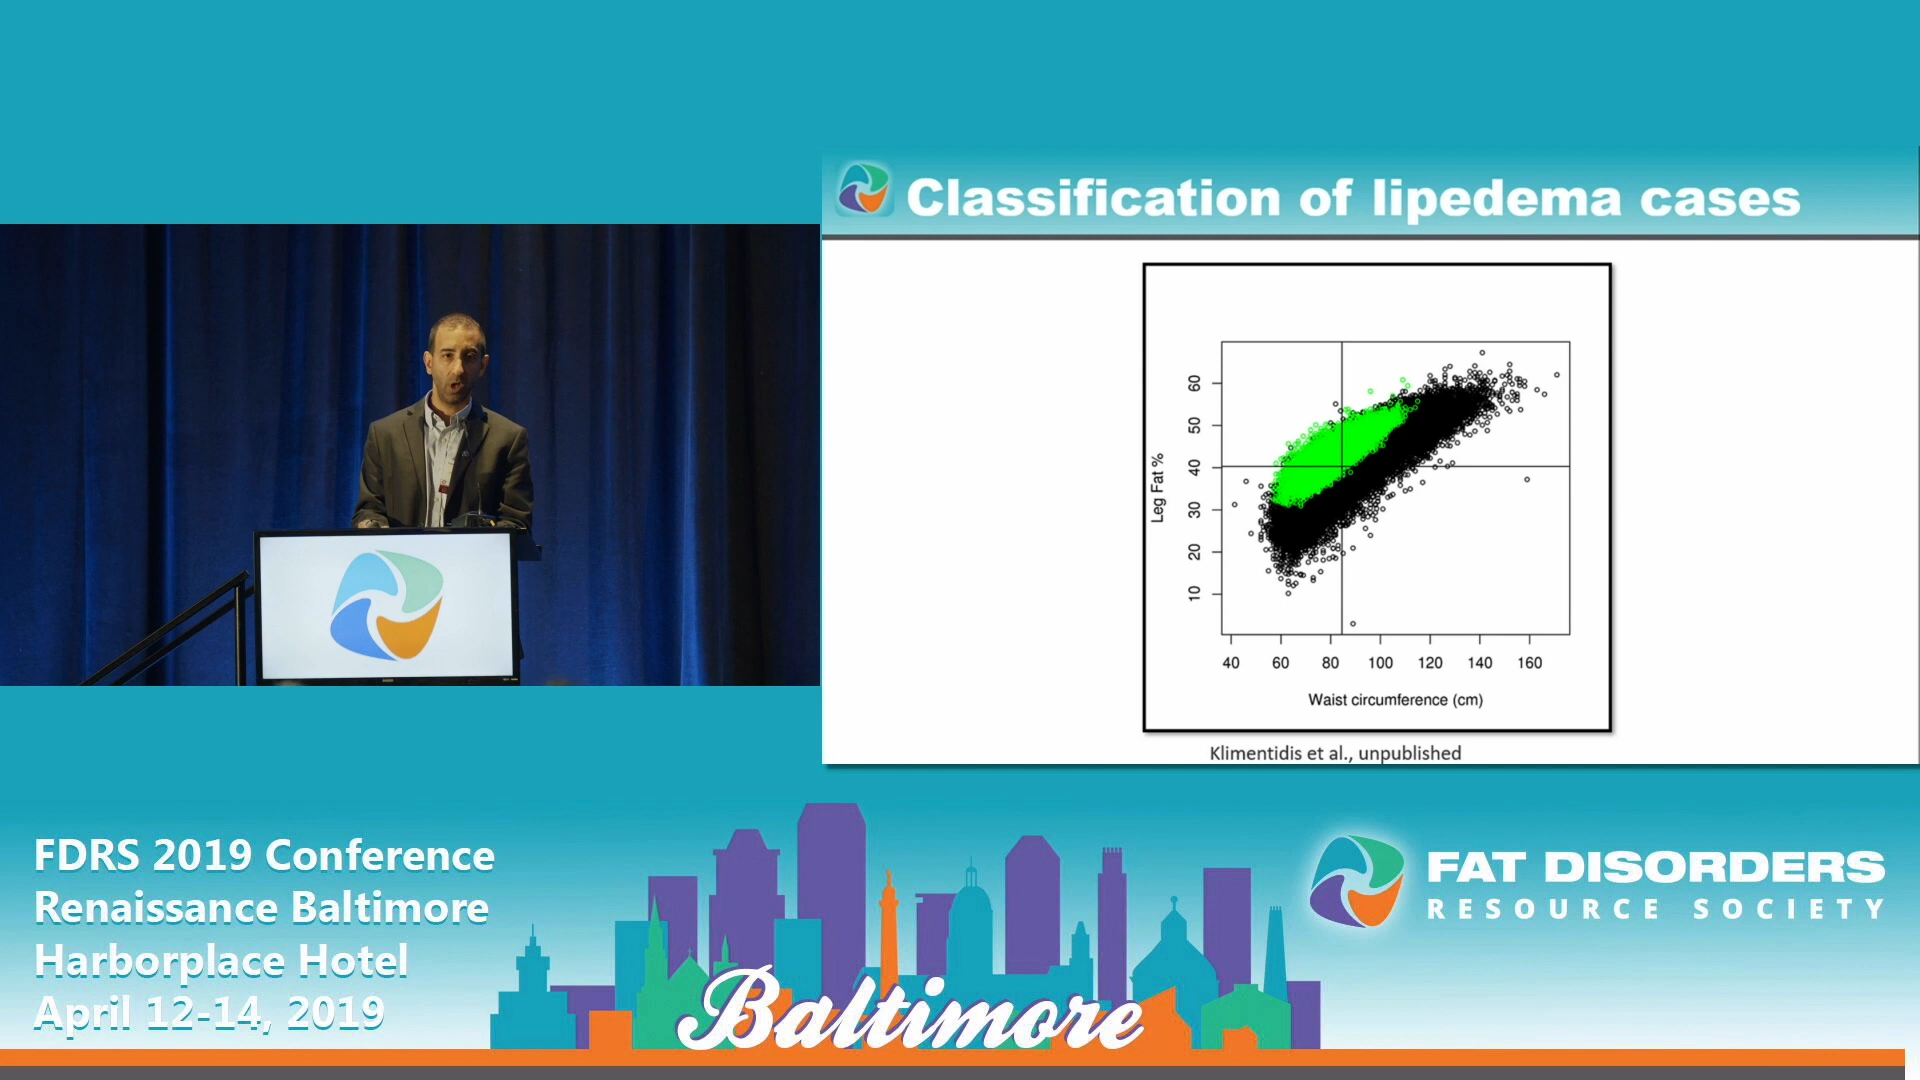 Classification of lipedema cases
Leg Fat %
60
50
40
30
20
10
40 60 80 100 120 140 160
Waist circumference (cm)
Klimentidis et al., unpublished
FDRS 2019 Conference
Renaissance Baltimore
Harborplace Hotel
April 12-14, 2019
Baltimore
FAT DISORDERS
RESOURCE SOCIETY